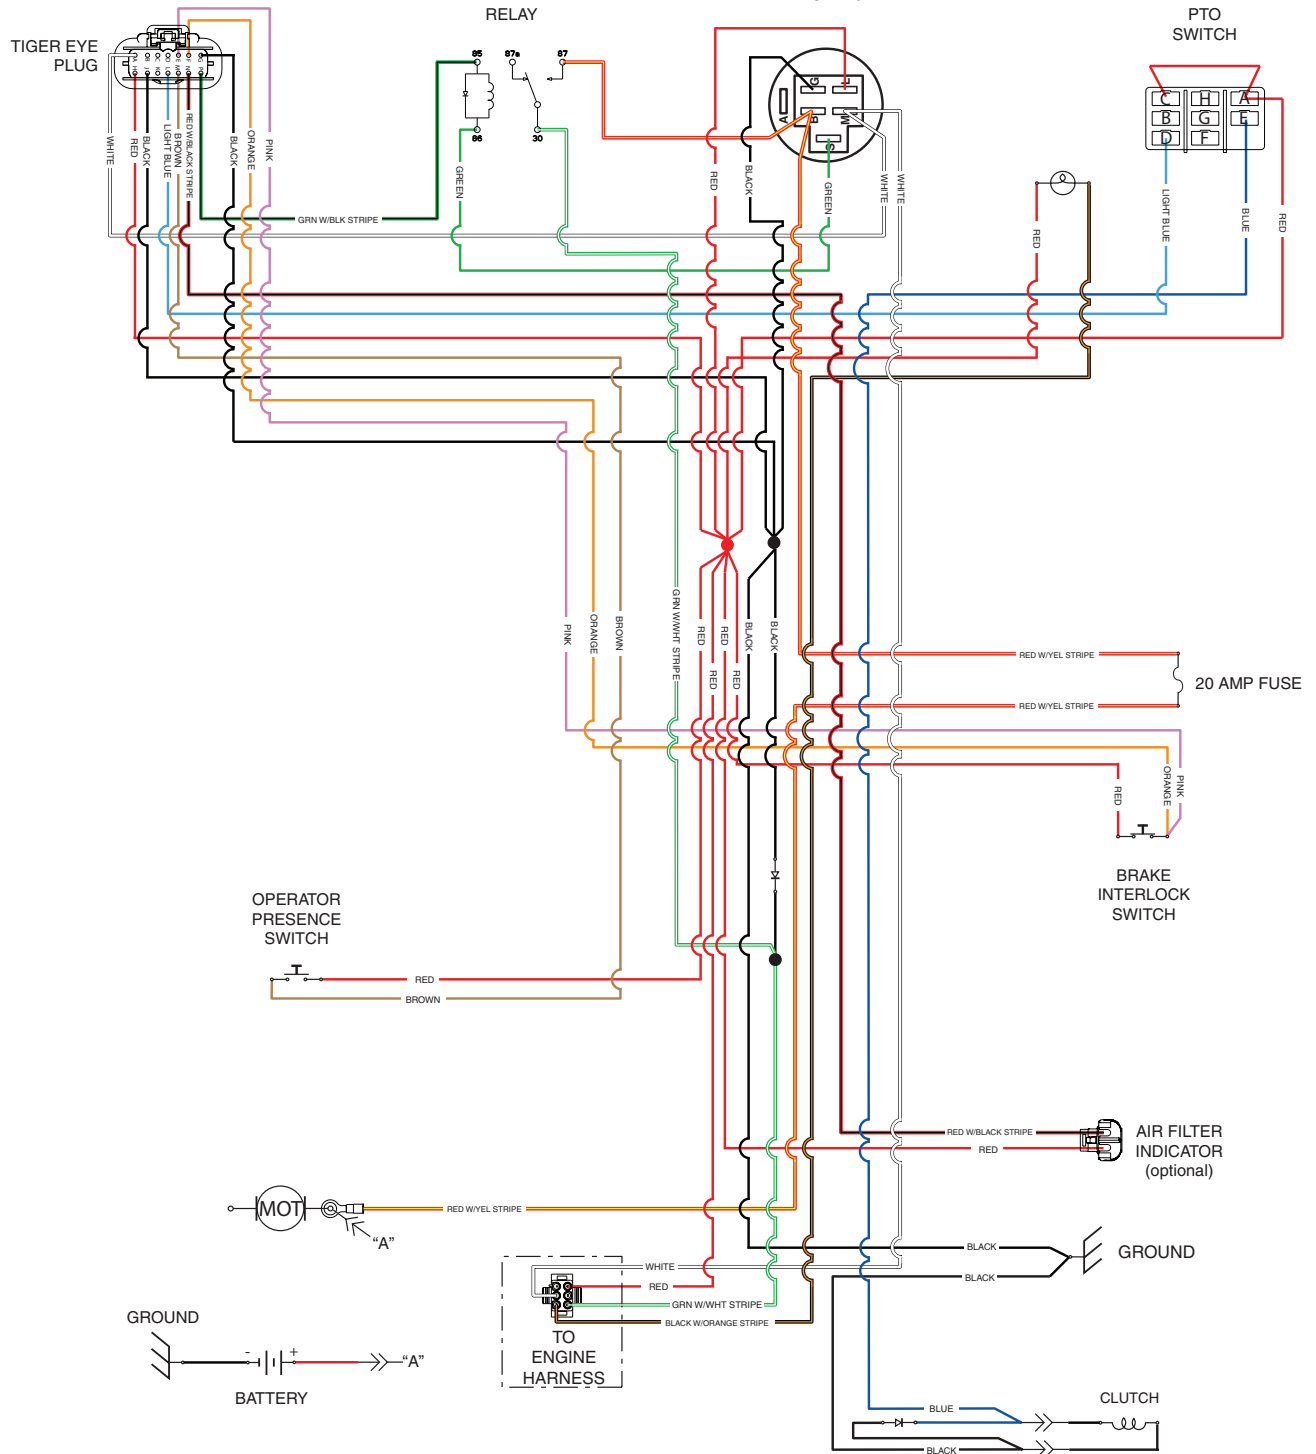 RELAY
PTO
SWITCH
TIGER EYE
PLUG
85
87a
87
86
30
G
L
A
B
M
S
C
H
A
B
G
E
D
F
WHITE
RED
BLACK
LIGHT BLUE
BROWN
RED W/BLACK STRIPE
BLACK
ORANGE
PINK
GRN W/BLK STRIPE
GREEN
RED
BLACK
GREEN
WHITE
WHITE
RED
LIGHT BLUE
BLUE
RED
PINK
ORANGE
BROWN
GRN W/WHT STRIPE
RED
RED
RED
RED
BLACK
BLACK
RED W/YEL STRIPE
20 AMP FUSE
RED W/YEL STRIPE
RED
ORANGE
PINK
BRAKE
INTERLOCK
SWITCH
OPERATOR
PRESENCE
SWITCH
RED
BROWN
RED W/BLACK STRIPE
RED
AIR FILTER
INDICATOR
(optional)
MOT
RED W/YEL STRIPE
"A"
BLACK
GROUND
BLACK
WHITE
RED
GRN W/WHT STRIPE
BLACK W/ORANGE STRIPE
TO
ENGINE
HARNESS
GROUND
-
+
"A"
BATTERY
CLUTCH
BLUE
BLACK